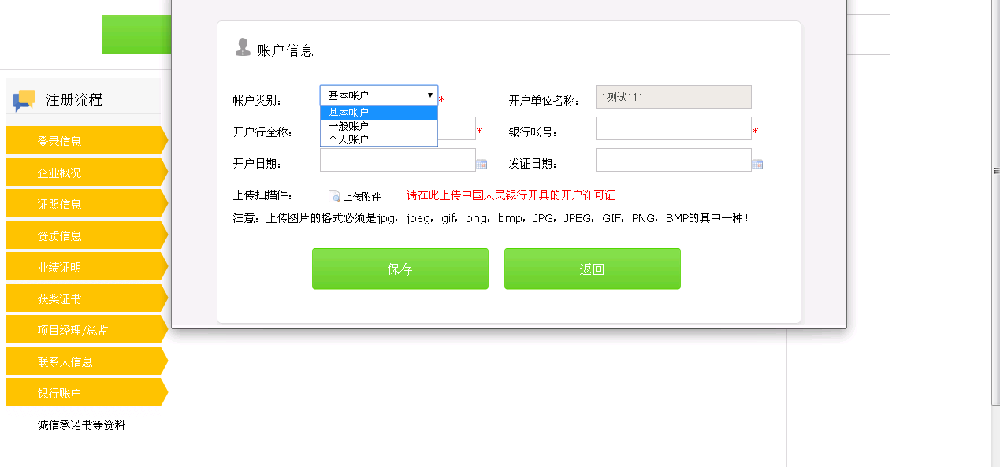 账户信息
注册流程
登录信息
企业概况
证照信息
资质信息
业绩证明
获奖证书
项目经理/总监
联系人信息
银行账户
诚信承诺书等资料
帐户类别： 基本帐户 * 开户单位名称： 1测试111
基本帐户
一般账户
个人账户
开户行全称： * 银行帐号： *
开户日期： 发证日期：
上传扫描件： 上传附件 请在此上传中国人民银行开具的开户许可证
注意：上传图片的格式必须是jpg，jpeg，gif，png，bmp，JPG，JPEG，GIF，PNG，BMP的其中一种！
保存 返回